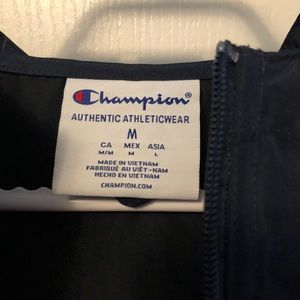 Champion®
AUTHENTIC ATHLETICWEAR
M
CA MEX ASIA
M/M M L
MADE IN VIETNAM
FABRIQUÉ AU VIÊT-NAM
HECHO EN VIETNAM
CHAMPION.COM